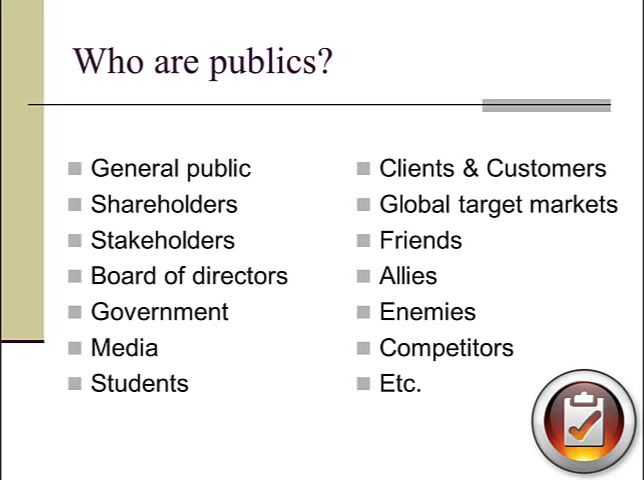 Who are publics?
General public
Shareholders
Stakeholders
Board of directors
Government
Media
Students
Clients & Customers
Global target markets
Friends
Allies
Enemies
Competitors
Etc.